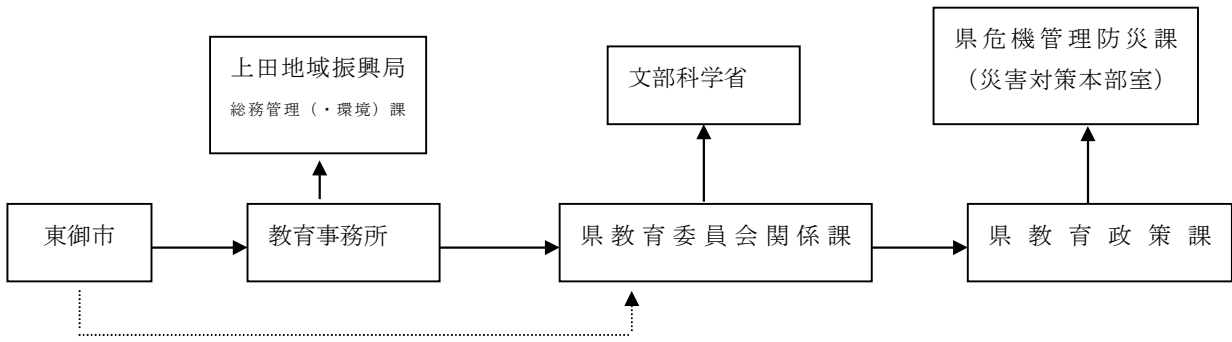 上田地域振興局
総務管理（・環境）課
文部科学省
県危機管理防災課
（災害対策本部室）
東御市
教育事務所
県教育委員会関係課
県教育政策課